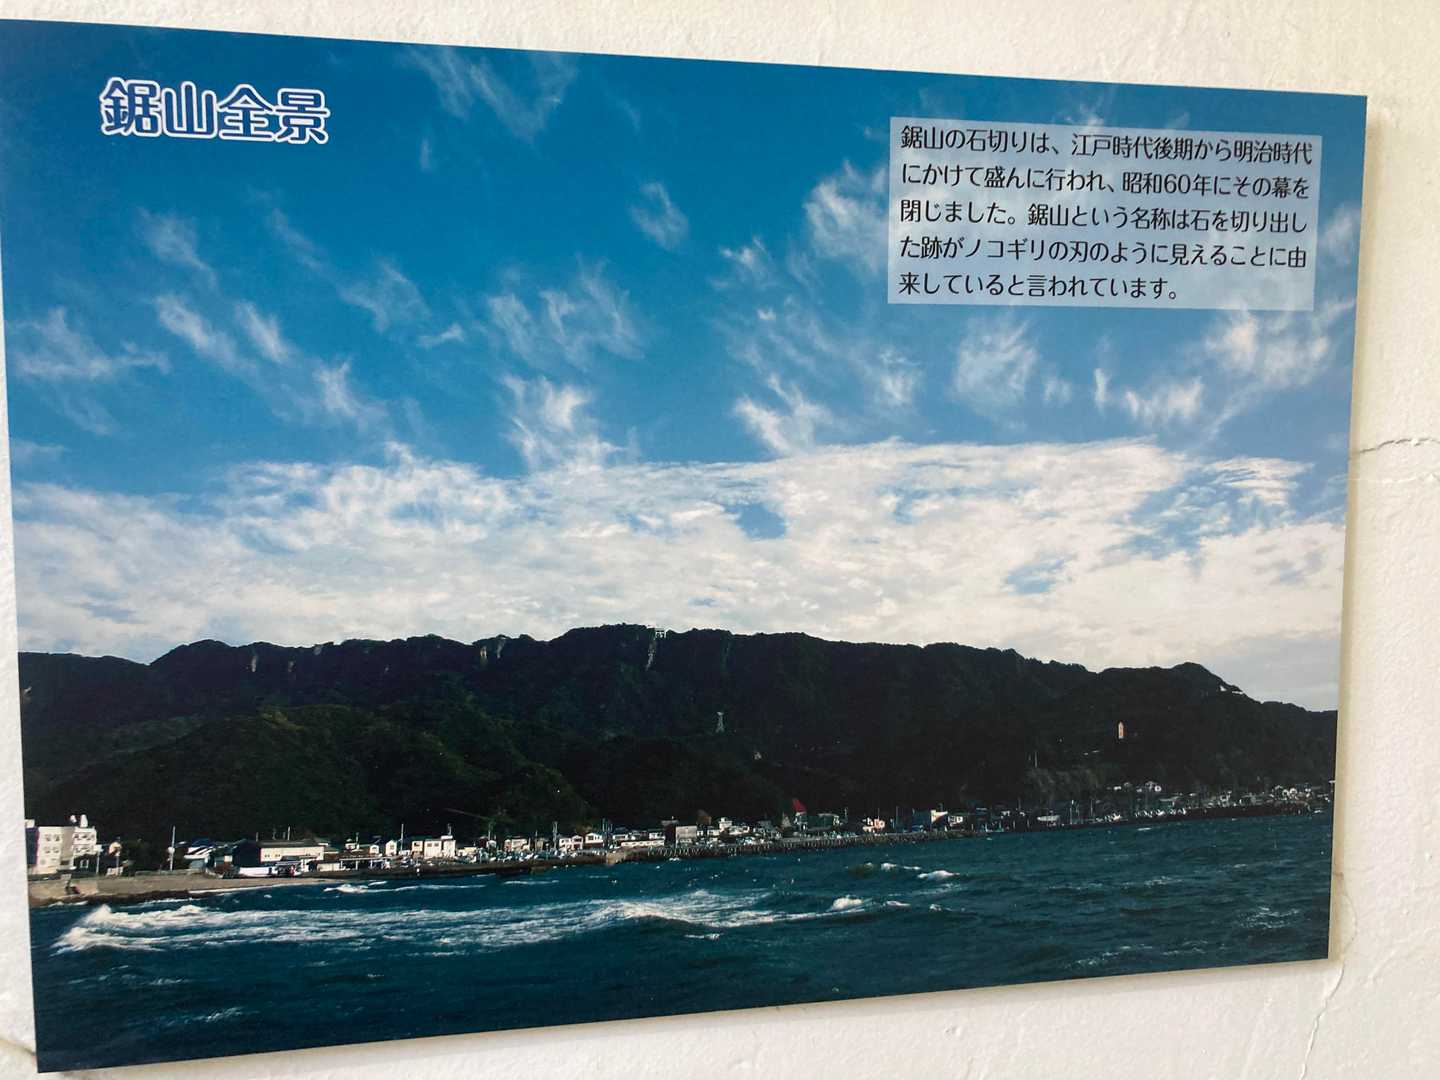 鋸山全景
鋸山の石切りは、江戸時代後期から明治時代
にかけて盛んに行われ、昭和60年にその幕を
閉じました。鋸山という名称は石を切り出し
た跡がノコギリの刃のように見えることに由
来していると言われています。